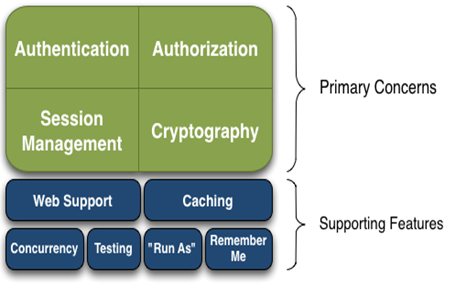 Authentication
Authorization
Primary Concerns
Session
Management
Cryptography
Web Support
Caching
Supporting Features
Concurrency
Testing
"Run As"
Remember
Me